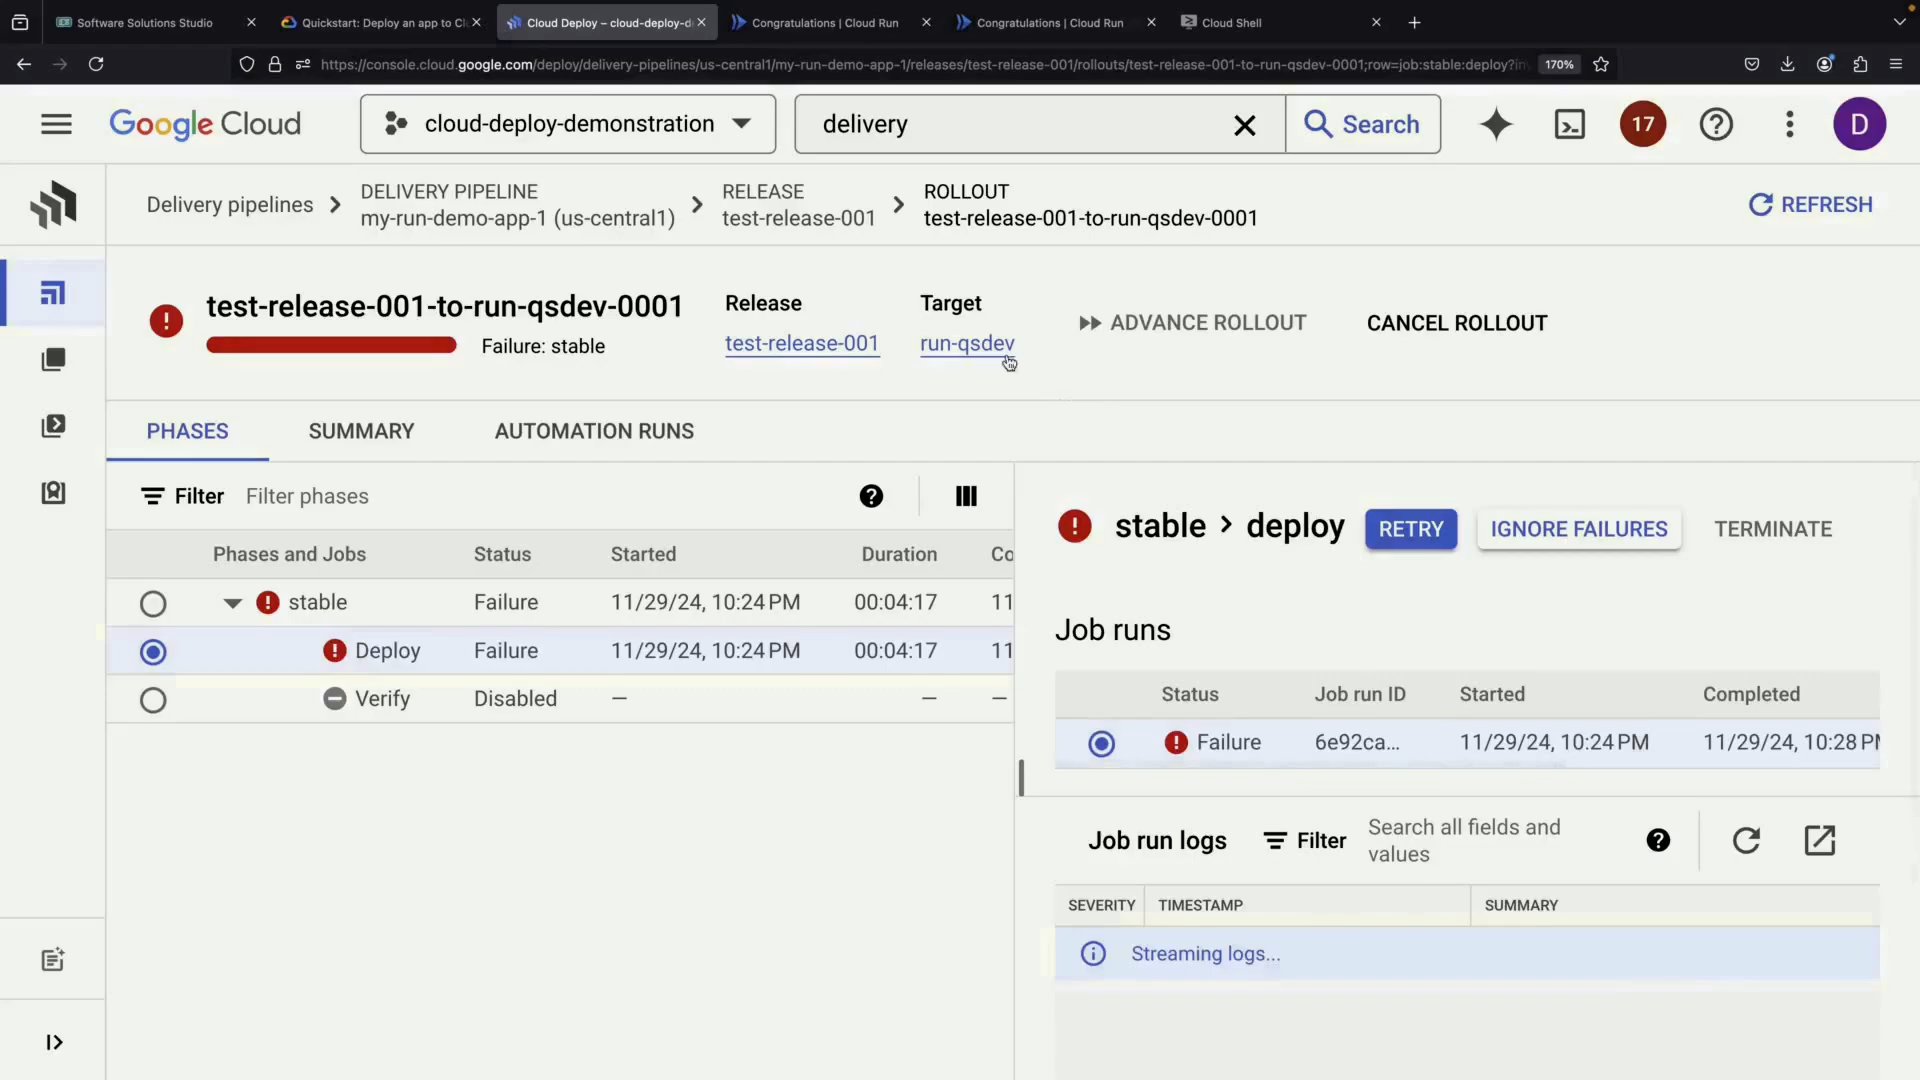 Software Solutions Studio
Quickstart: Deploy an app to Cl
Cloud Deploy – cloud-deploy-d
Congratulations | Cloud Run
Congratulations | Cloud Run
Cloud Shell
https://console.cloud.google.com/deploy/delivery-pipelines/us-central1/my-run-demo-app-1/releases/test-release-001/rollouts/test-release-001-to-run-qsdev-0001;row=job:stable:deploy?in
170%
Google Cloud
cloud-deploy-demonstration
delivery
Search
17
D
Delivery pipelines
DELIVERY PIPELINE
my-run-demo-app-1 (us-central1)
RELEASE
test-release-001
ROLLOUT
test-release-001-to-run-qsdev-0001
REFRESH
test-release-001-to-run-qsdev-0001
Failure: stable
Release
test-release-001
Target
run-qsdev
ADVANCE ROLLOUT
CANCEL ROLLOUT
PHASES
SUMMARY
AUTOMATION RUNS
Filter Filter phases
Phases and Jobs Status Started Duration Co
stable Failure 11/29/24, 10:24 PM 00:04:17 11
Deploy Failure 11/29/24, 10:24 PM 00:04:17 11
Verify Disabled — — —
stable > deploy
RETRY
IGNORE FAILURES
TERMINATE
Job runs
Status Job run ID Started Completed
Failure 6e92ca... 11/29/24, 10:24 PM 11/29/24, 10:28 PM
Job run logs
Filter
Search all fields and
values
SEVERITY TIMESTAMP SUMMARY
Streaming logs...